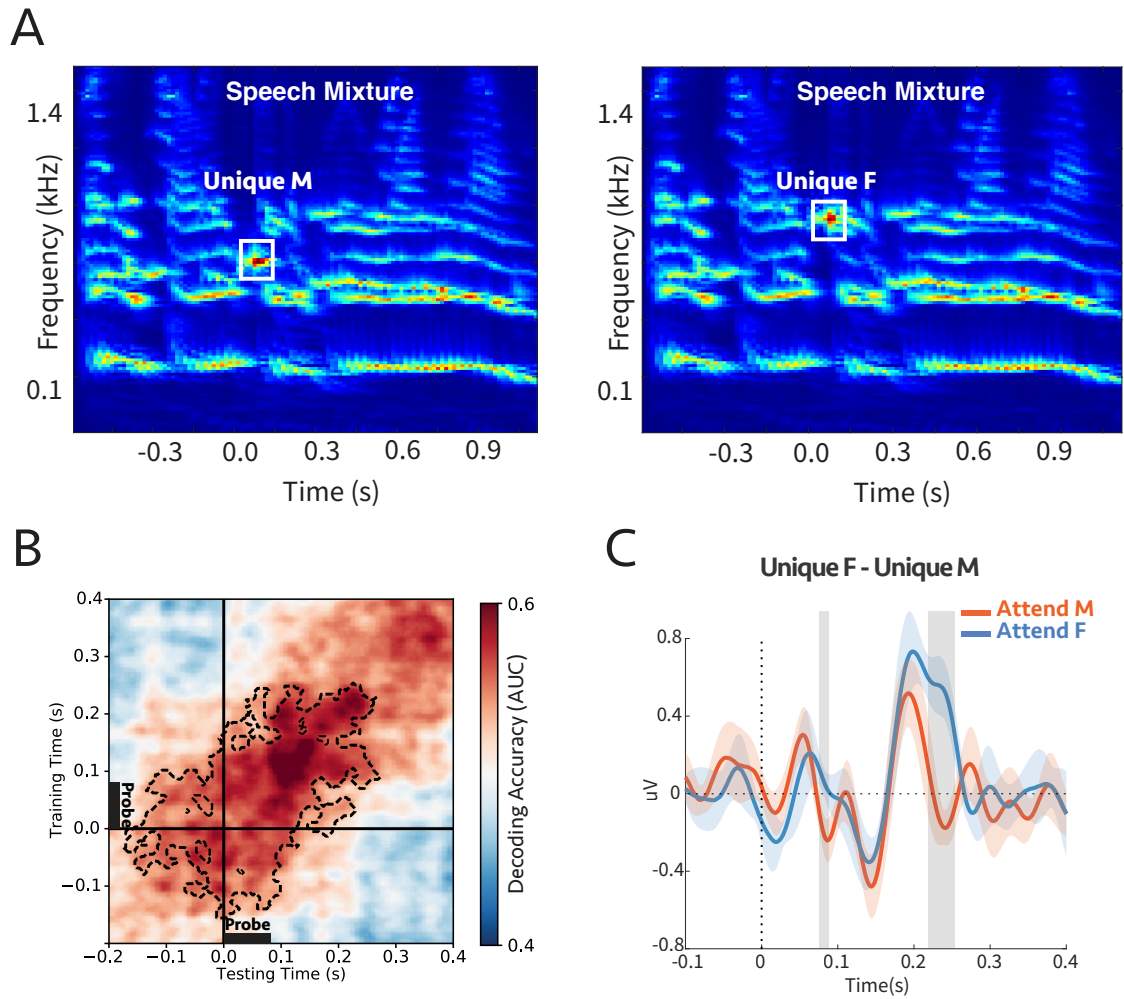 A
Speech Mixture
Unique M
1.4
0.1
Frequency (kHz)
-0.3
0.0
0.3
0.6
0.9
Time (s)
Speech Mixture
Unique F
1.4
0.1
Frequency (kHz)
-0.3
0.0
0.3
0.6
0.9
Time (s)
B
0.4
0.3
0.2
0.1
0.0
−0.1
Training Time (s)
Probe
Probe
−0.2
−0.1
0.0
0.1
0.2
0.3
0.4
Testing Time (s)
0.6
0.4
Decoding Accuracy (AUC)
C
Unique F - Unique M
Attend M
Attend F
0.8
0.4
0
-0.4
-0.8
uV
-0.1
0
0.1
0.2
0.3
0.4
Time(s)